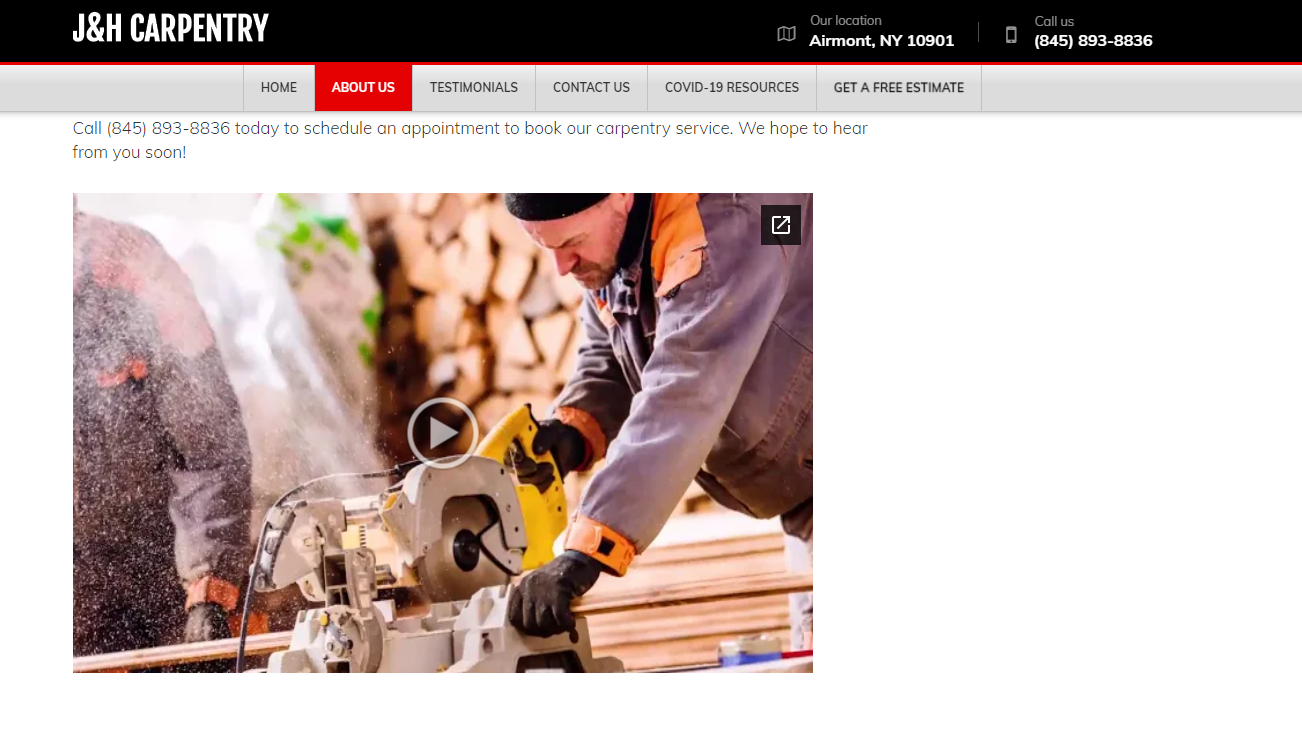 J&H CARPENTRY
Our location
Airmont, NY 10901
Call us
(845) 893-8836
HOME
ABOUT US
TESTIMONIALS
CONTACT US
COVID-19 RESOURCES
GET A FREE ESTIMATE
Call (845) 893-8836 today to schedule an appointment to book our carpentry service. We hope to hear
from you soon!